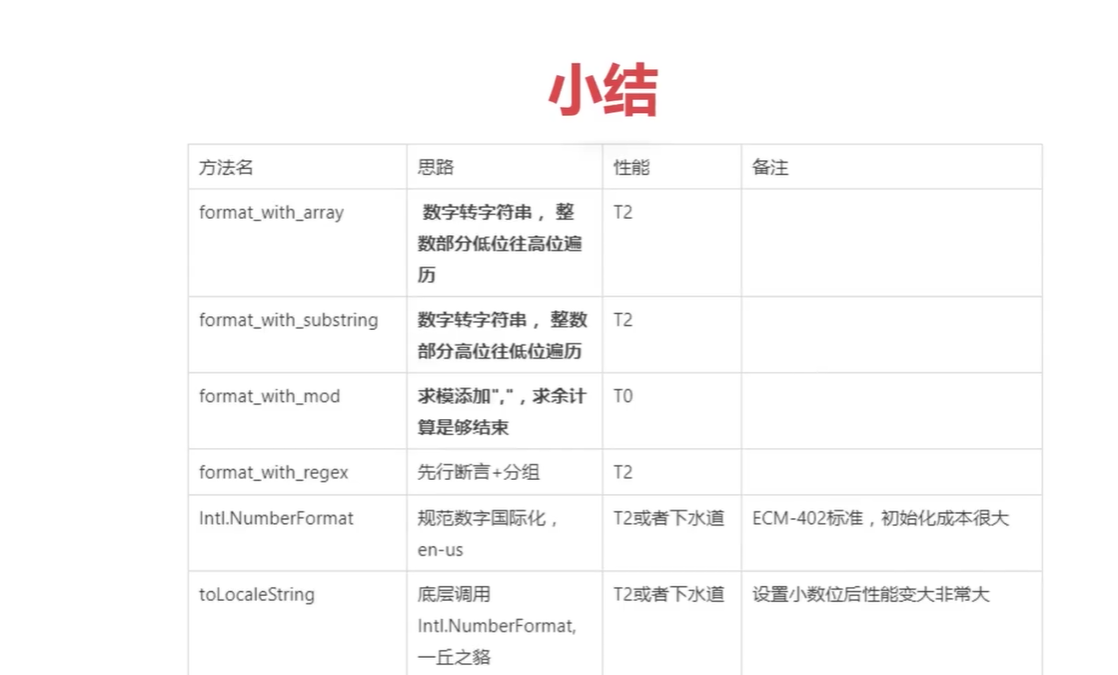 小结
方法名 思路 性能 备注
format_with_array 数字转字符串，整 T2
数部分低位往高位遍
历
format_with_substring 数字转字符串，整数 T2
部分高位往低位遍历
format_with_mod 求模添加","，求余计 T0
算是够结束
format_with_regex 先行断言+分组 T2
Intl.NumberFormat 规范数字国际化， T2或者下水道 ECM-402标准，初始化成本很大
en-us
toLocaleString 底层调用 T2或者下水道 设置小数位后性能变大非常大
Intl.NumberFormat,
一丘之貉